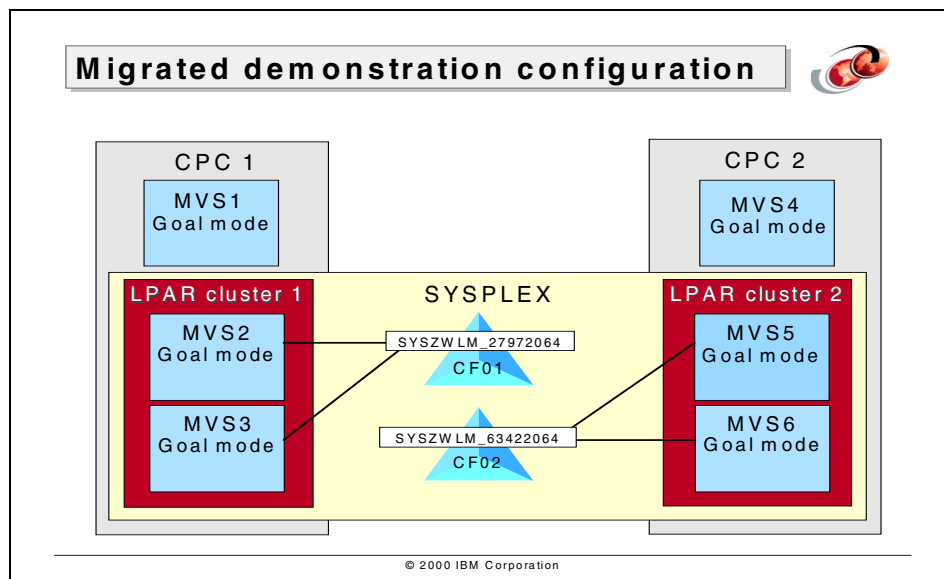 Migrated demonstration configuration
CPC 1
MVS1
Goal mode
CPC 2
MVS4
Goal mode
LPAR cluster 1
MVS2
Goal mode
MVS3
Goal mode
SYSPLEX
SYSZWLM_27972064
CF01
SYSZWLM_63422064
CF02
LPAR cluster 2
MVS5
Goal mode
MVS6
Goal mode
© 2000 IBM Corporation